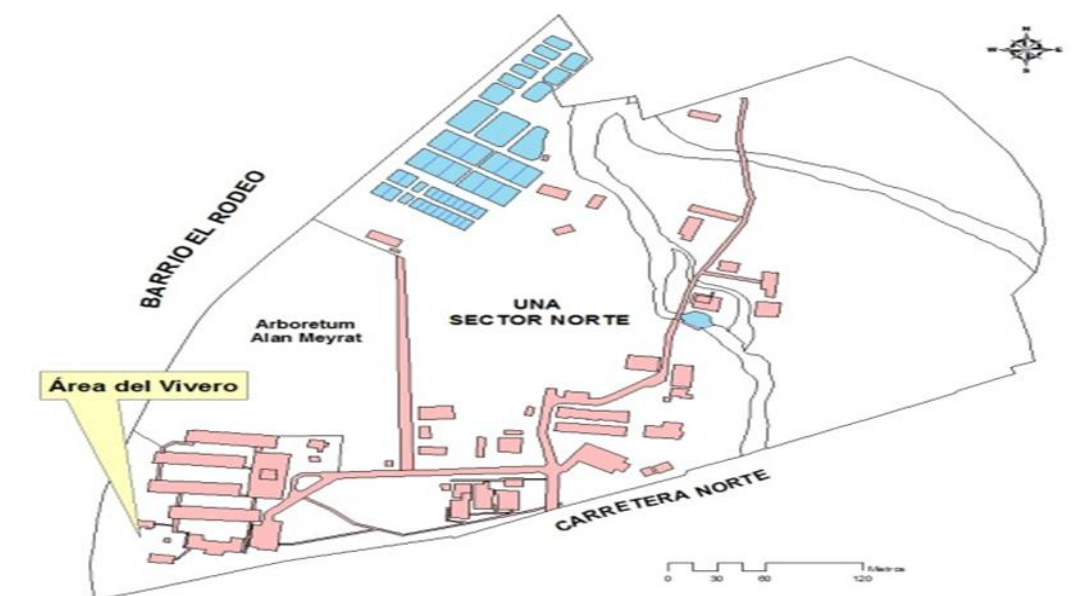 N
W E
S
BARRIO EL RODEO
UNA
SECTOR NORTE
Arboretum
Alan Meyrat
Área del Vivero
CARRETERA NORTE
Metros
0 30 60 120